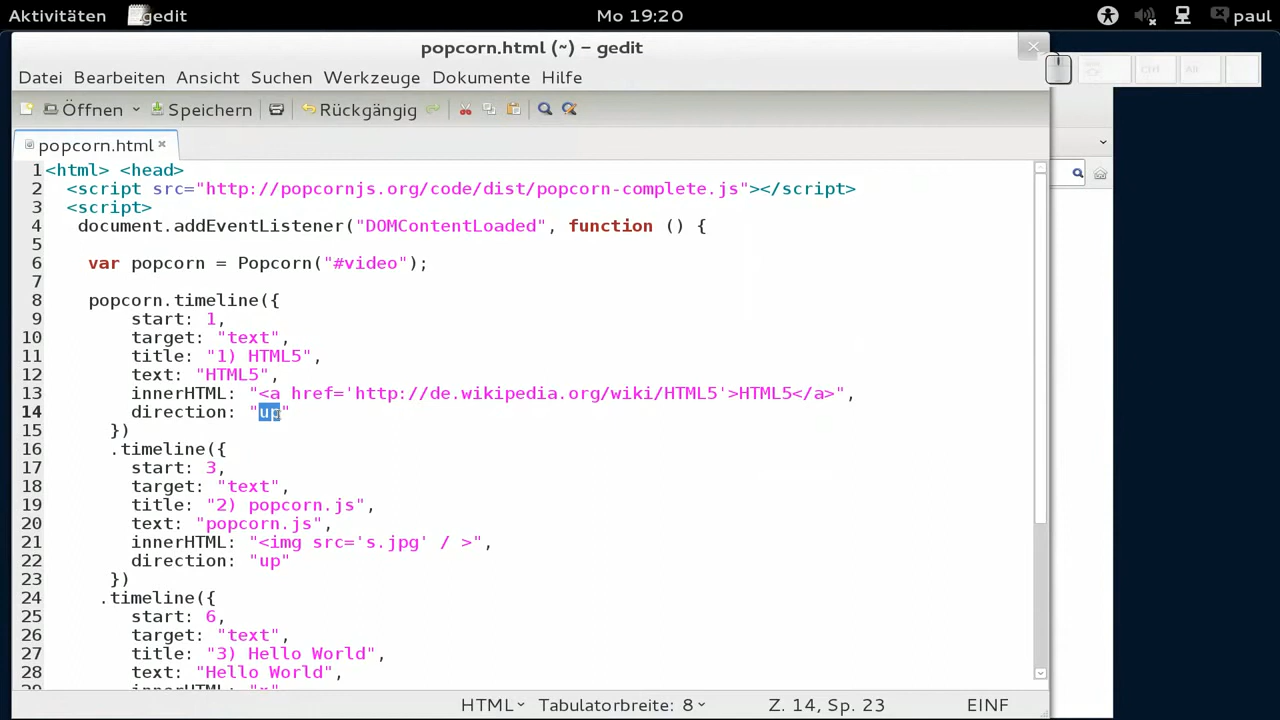 Aktivitäten gedit Mo 19:20 paul
popcorn.html (~) – gedit
Datei Bearbeiten Ansicht Suchen Werkzeuge Dokumente Hilfe
Öffnen Speichern Rückgängig
Ctrl Alt
popcorn.html
1 <html> <head>
2 <script src="http://popcornjs.org/code/dist/popcorn-complete.js"></script>
3 <script>
4 document.addEventListener("DOMContentLoaded", function () {
5
6 var popcorn = Popcorn("#video");
7
8 popcorn.timeline({
9 start: 1,
10 target: "text",
11 title: "1) HTML5",
12 text: "HTML5",
13 innerHTML: "<a href='http://de.wikipedia.org/wiki/HTML5'>HTML5</a>",
14 direction: "up"
15 })
16 .timeline({
17 start: 3,
18 target: "text",
19 title: "2) popcorn.js",
20 text: "popcorn.js",
21 innerHTML: "<img src='s.jpg' / >",
22 direction: "up"
23 })
24 .timeline({
25 start: 6,
26 target: "text",
27 title: "3) Hello World",
28 text: "Hello World",
HTML Tabulatorbreite: 8 Z. 14, Sp. 23 EINF